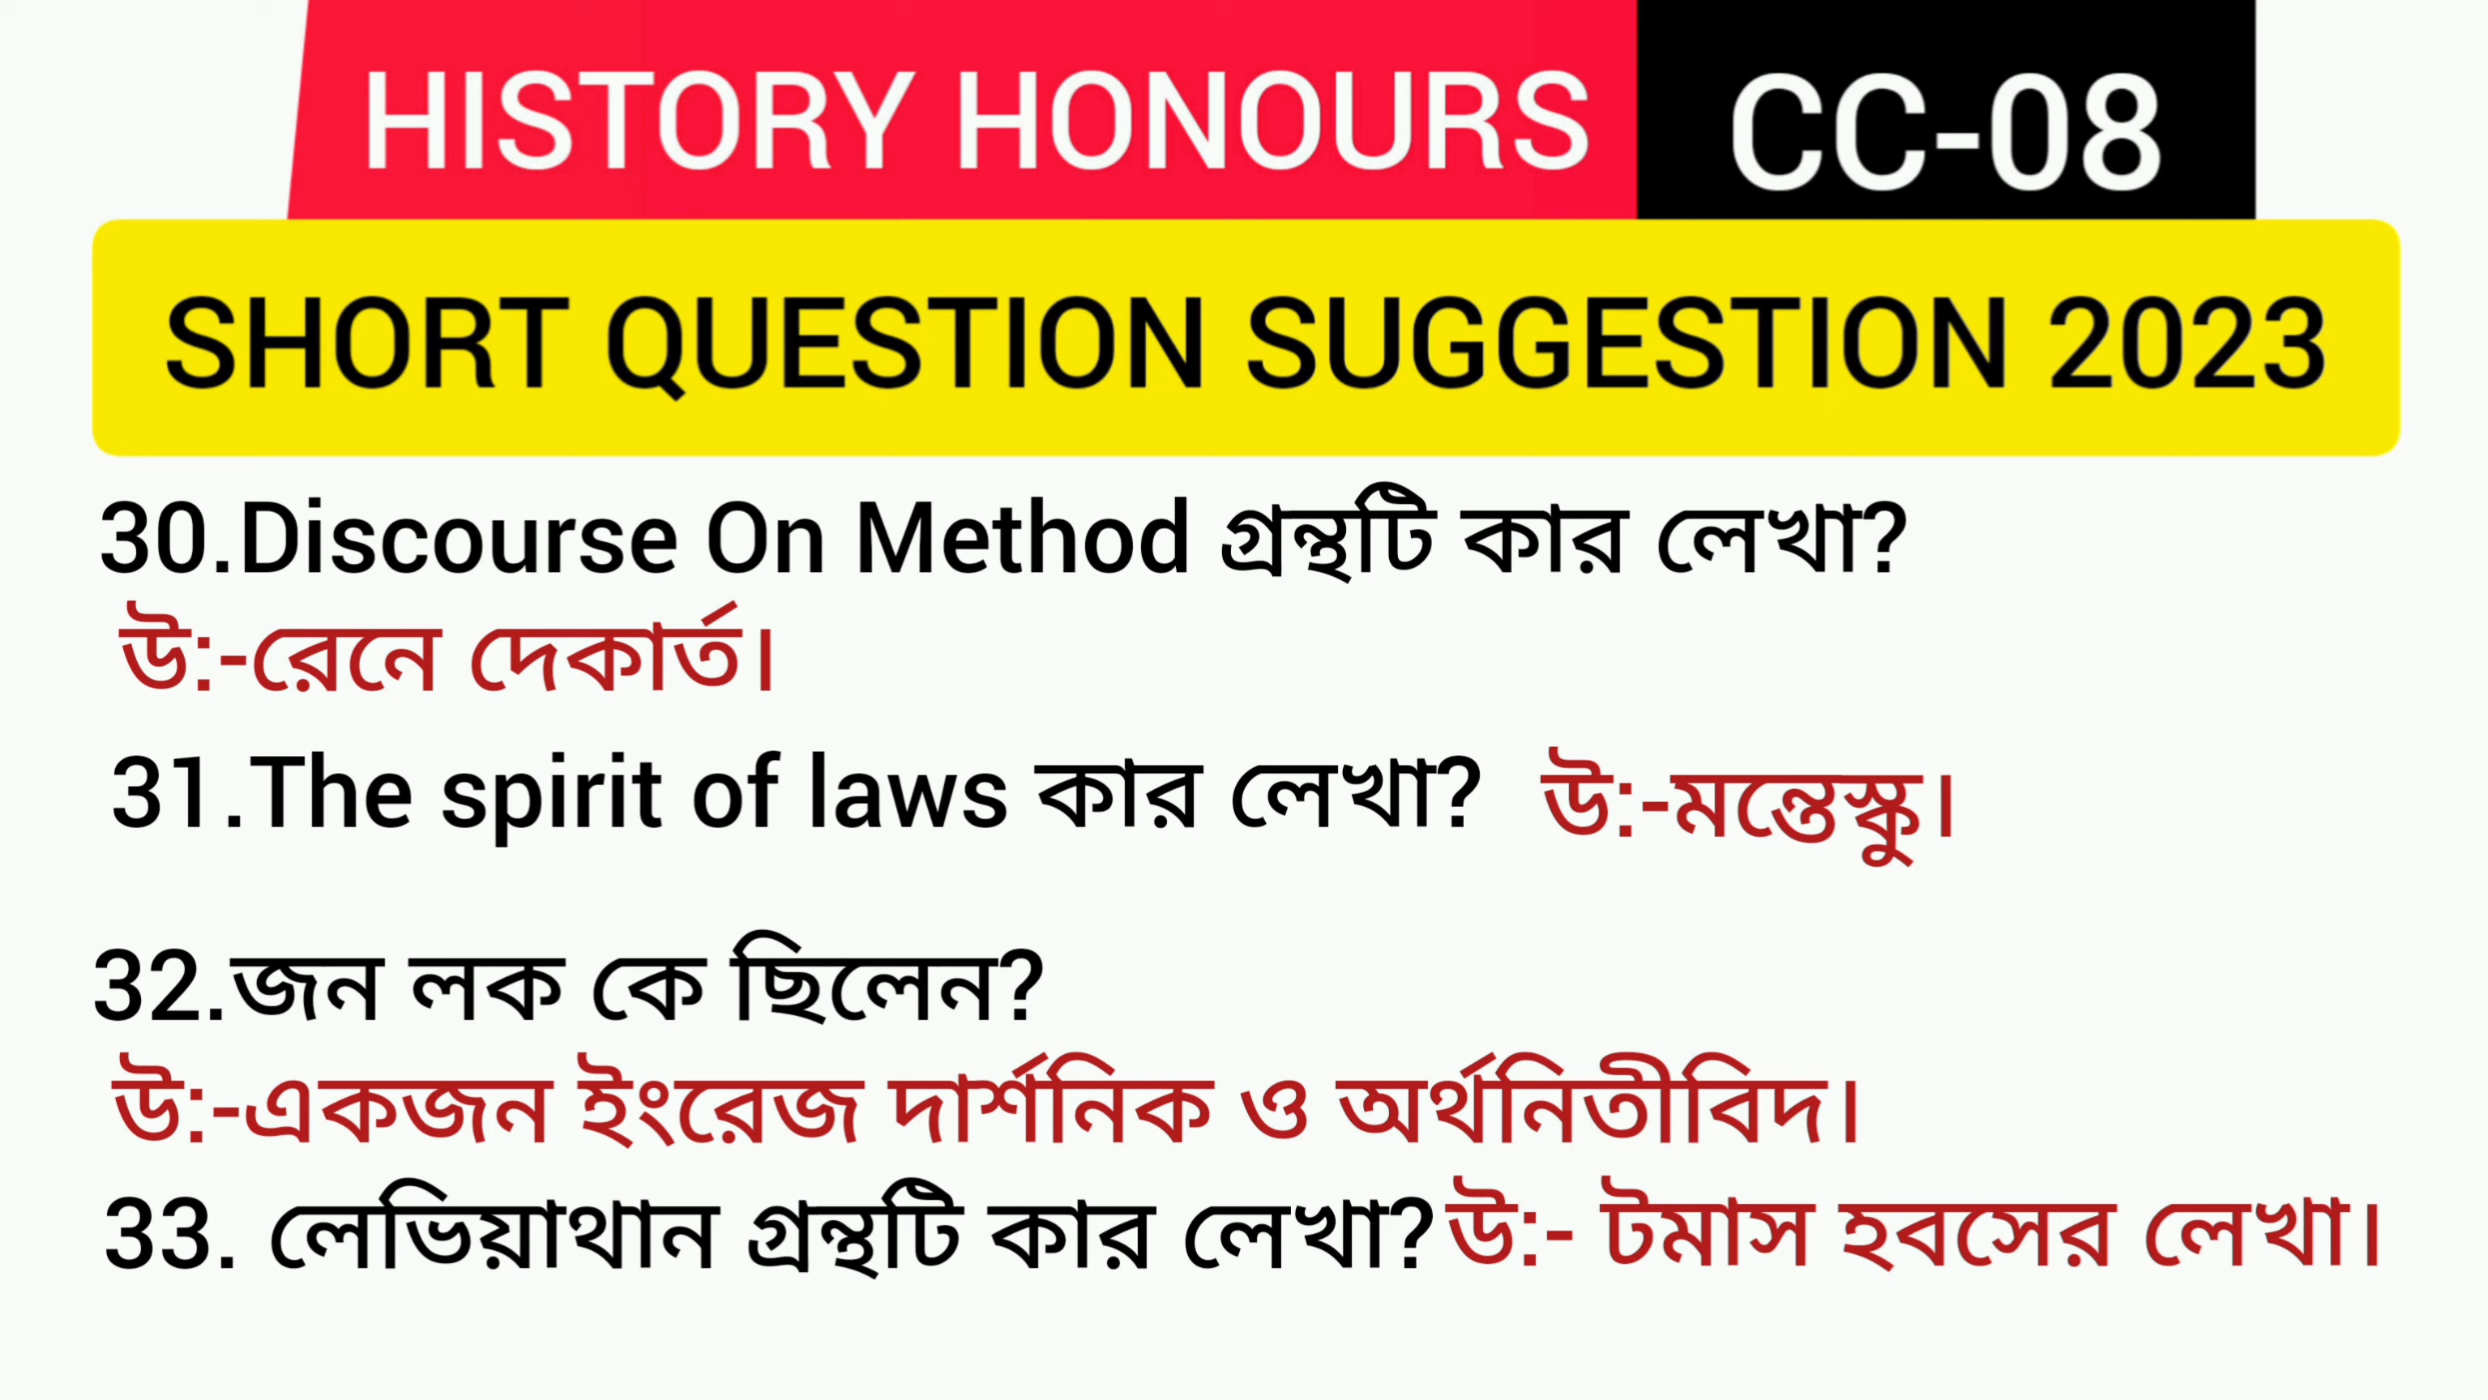 HISTORY HONOURS CC-08
SHORT QUESTION SUGGESTION 2023
30.Discourse On Method গ্রন্থটি কার লেখা?
উ:-রেনে দেকার্ত।
31.The spirit of laws কার লেখা? উ:-মন্তেস্কু।
32.জন লক কে ছিলেন?
উ:-একজন ইংরেজ দার্শনিক ও অর্থনিতীবিদ।
33. লেভিয়াথান গ্রন্থটি কার লেখা?উ:- টমাস হবসের লেখা।